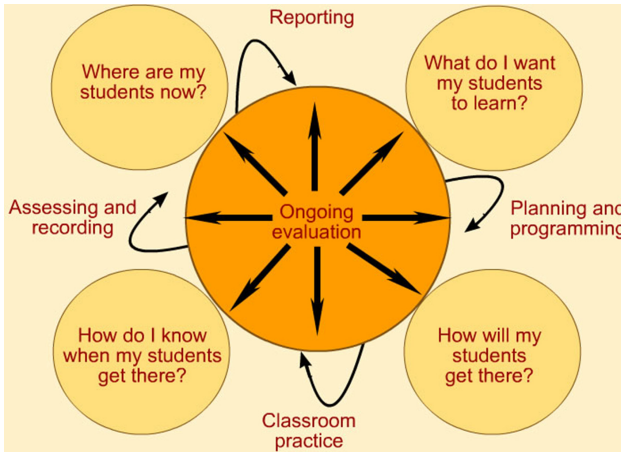 Reporting
Where are my
students now?
What do I want
my students
to learn?
Assessing and
recording
Ongoing
evaluation
Planning and
programming
How do I know
when my students
get there?
How will my
students
get there?
Classroom
practice